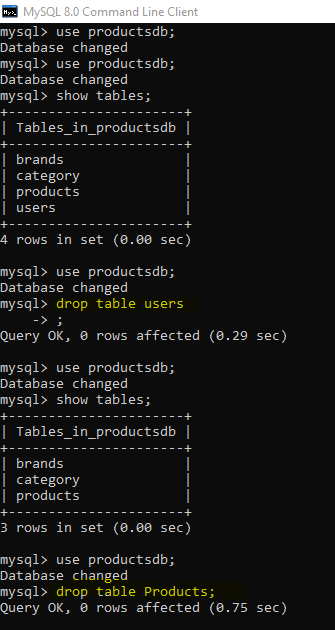 MySQL 8.0 Command Line Client
mysql> use productsdb;
Database changed
mysql> use productsdb;
Database changed
mysql> show tables;
+----------------------+
| Tables_in_productsdb |
+----------------------+
| brands               |
| category             |
| products             |
| users                |
+----------------------+
4 rows in set (0.00 sec)

mysql> use productsdb;
Database changed
mysql> drop table users
    -> ;
Query OK, 0 rows affected (0.29 sec)

mysql> use productsdb;
Database changed
mysql> show tables;
+----------------------+
| Tables_in_productsdb |
+----------------------+
| brands               |
| category             |
| products             |
+----------------------+
3 rows in set (0.00 sec)

mysql> use productsdb;
Database changed
mysql> drop table Products;
Query OK, 0 rows affected (0.75 sec)